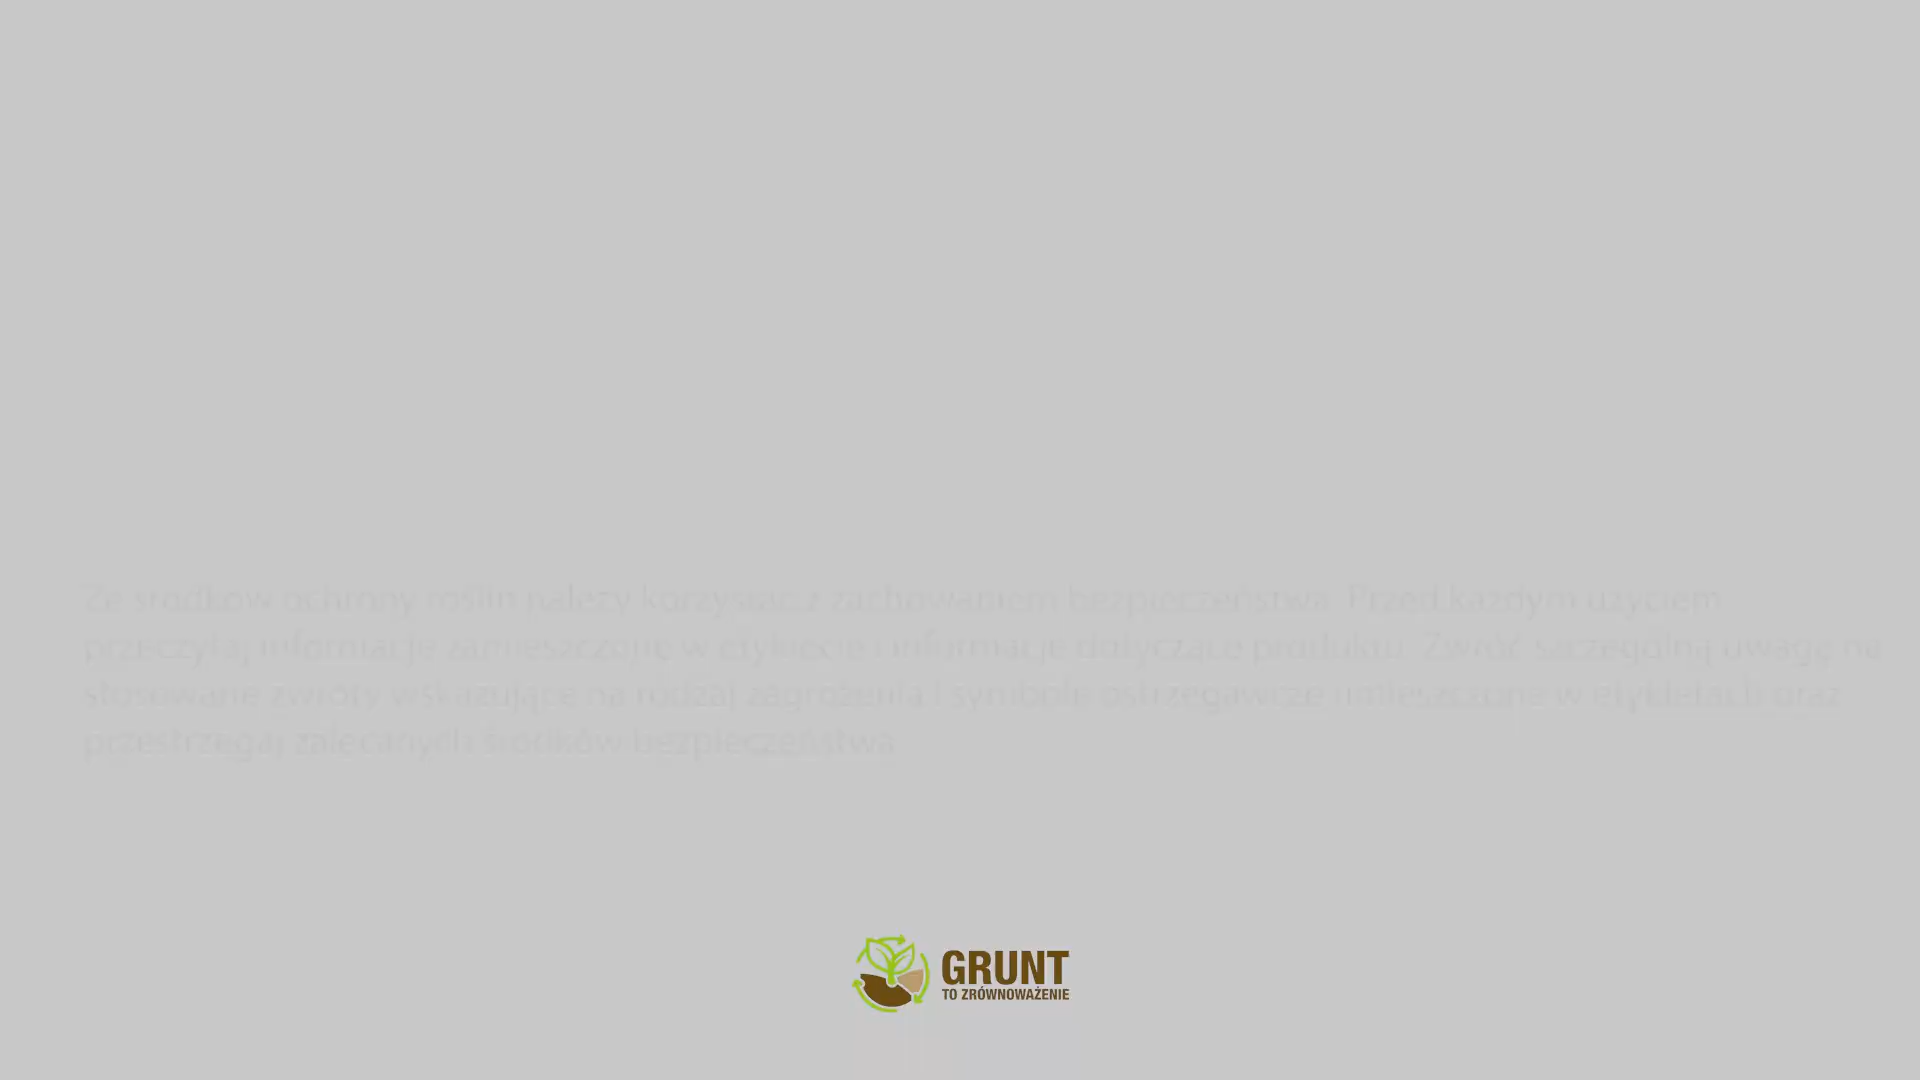 Ze środków ochrony roślin należy korzystać z zachowaniem bezpieczeństwa. Przed każdym użyciem
przeczytaj informacje zamieszczone w etykiecie i informacje dotyczące produktu. Zwróć szczególną uwagę na
stosowane zwroty wskazujące na rodzaj zagrożenia i symbole ostrzegawcze umieszczone w etykietach oraz
przestrzegaj zalecanych środków bezpieczeństwa.
GRUNT
TO ZRÓWNOWAŻENIE